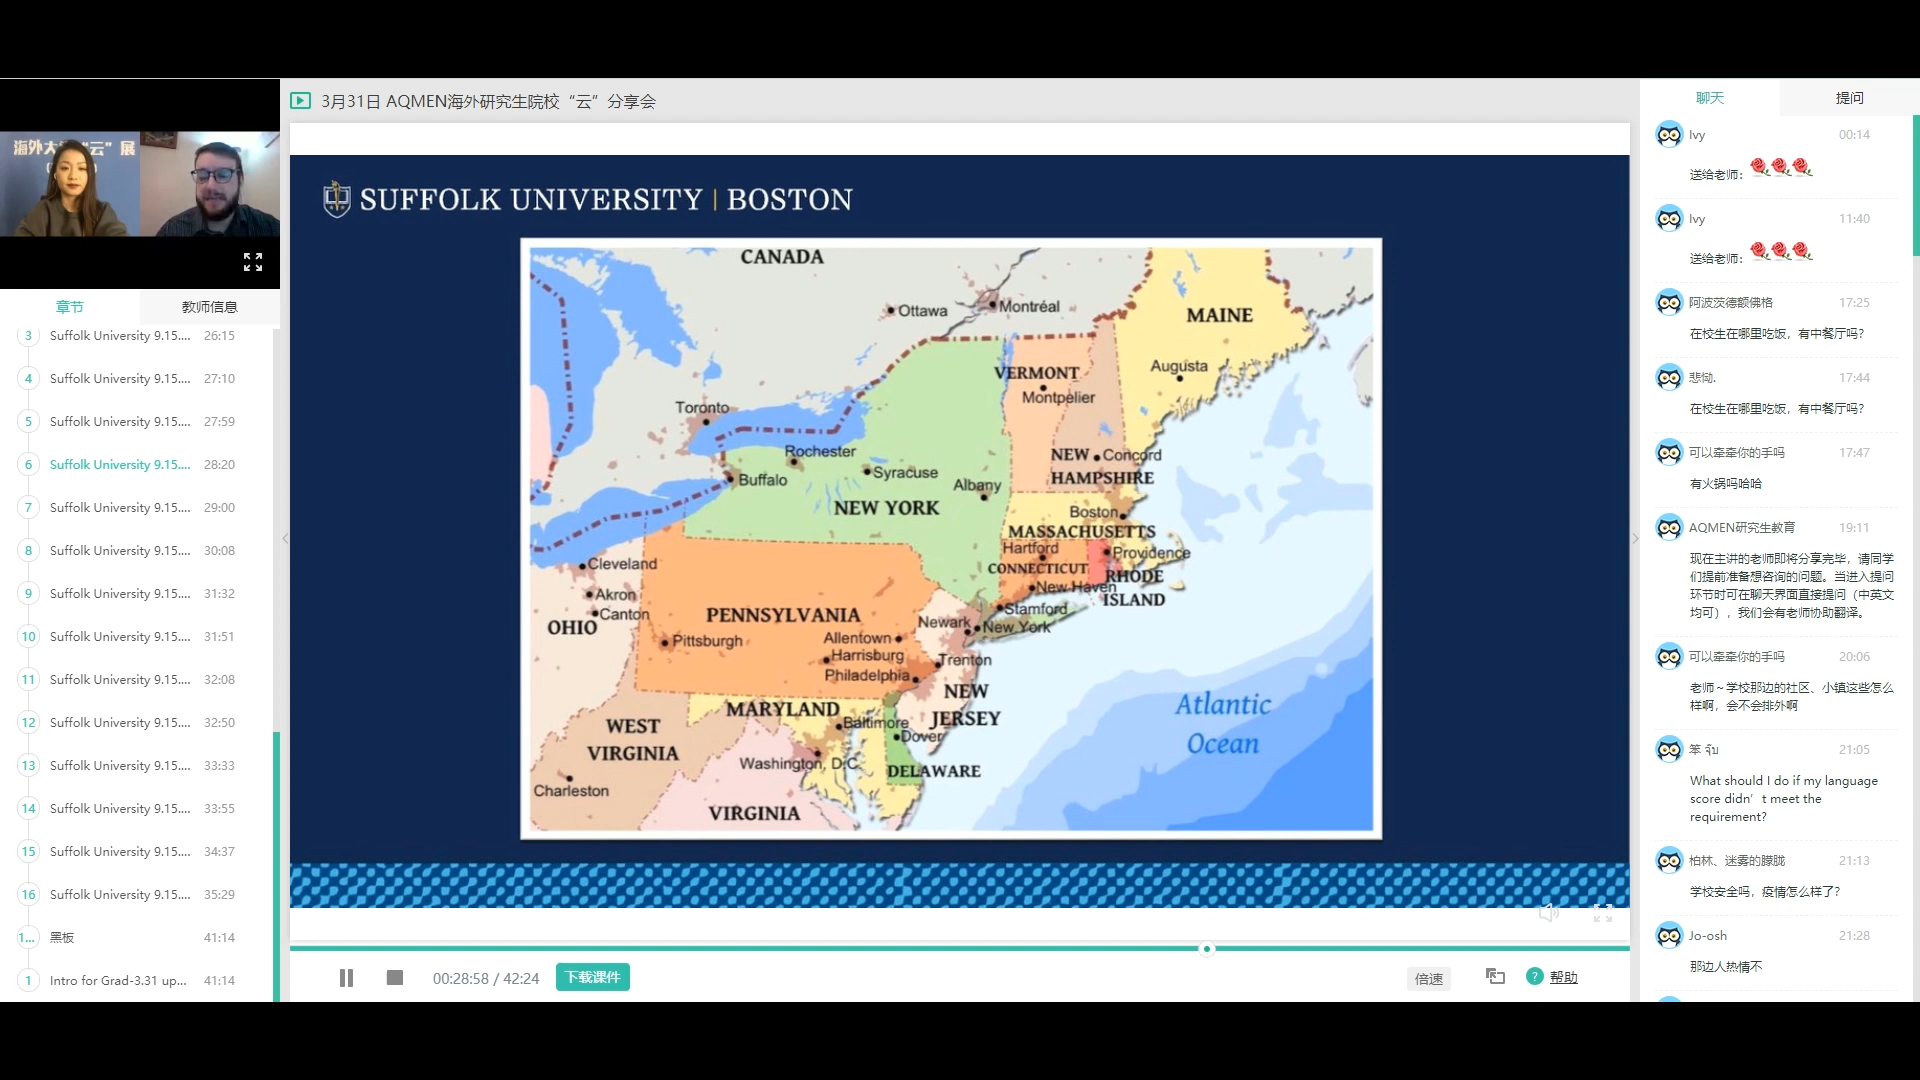 3月31日 AQMEN海外研究生院校“云”分享会
章节
教师信息
3 Suffolk University 9.15.... 26:15
4 Suffolk University 9.15.... 27:10
5 Suffolk University 9.15.... 27:59
6 Suffolk University 9.15.... 28:20
7 Suffolk University 9.15.... 29:00
8 Suffolk University 9.15.... 30:08
9 Suffolk University 9.15.... 31:32
10 Suffolk University 9.15.... 31:51
11 Suffolk University 9.15.... 32:08
12 Suffolk University 9.15.... 32:50
13 Suffolk University 9.15.... 33:33
14 Suffolk University 9.15.... 33:55
15 Suffolk University 9.15.... 34:37
16 Suffolk University 9.15.... 35:29
1... 黑板 41:14
1 Intro for Grad-3.31 up... 41:14
SUFFOLK UNIVERSITY | BOSTON
CANADA
Ottawa
Montréal
MAINE
Augusta
VERMONT
Montpelier
Toronto
Rochester
Syracuse
Buffalo
Albany
NEW YORK
NEW
HAMPSHIRE
Concord
Boston
MASSACHUSETTS
Hartford
Providence
CONNECTICUT
New Haven
RHODE
ISLAND
Stamford
Cleveland
Akron
Canton
OHIO
PENNSYLVANIA
Pittsburgh
Allentown
Harrisburg
Philadelphia
Newark
New York
Trenton
NEW
JERSEY
MARYLAND
Baltimore
Dover
WEST
VIRGINIA
Washington, D.C.
DELAWARE
Charleston
VIRGINIA
Atlantic
Ocean
00:28:58 / 42:24
下载课件
倍速
? 帮助
聊天
提问
Ivy 00:14
送给老师:
Ivy 11:40
送给老师:
阿波茨德额佛格 17:25
在校生在哪里吃饭，有中餐厅吗?
悲恸. 17:44
在校生在哪里吃饭，有中餐厅吗?
可以牵牵你的手吗 17:47
有火锅吗哈哈
AQMEN研究生教育 19:11
现在主讲的老师即将分享完毕，请同学
们提前准备想咨询的问题。当进入提问
环节时可在聊天界面直接提问（中英文
均可），我们会有老师协助翻译。
可以牵牵你的手吗 20:06
老师～学校那边的社区、小镇这些怎么
样啊，会不会排外啊
笨 21:05
What should I do if my language
score didn’t meet the
requirement?
柏林、迷雾的朦胧 21:13
学校安全吗，疫情怎么样了?
Jo-osh 21:28
那边人热情不